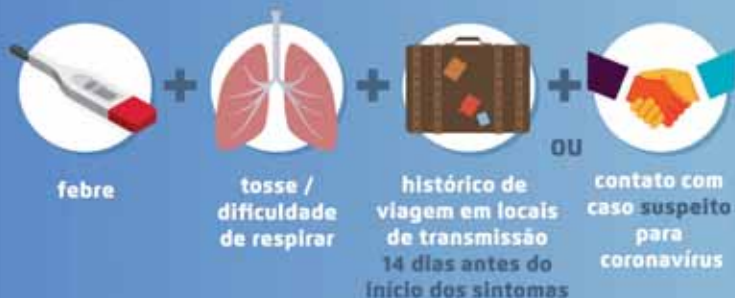 febre
tosse /
dificuldade
de respirar
histórico de
viagem em locais
de transmissão
14 dias antes do
início dos sintomas
OU
contato com
caso suspeito
para
coronavírus